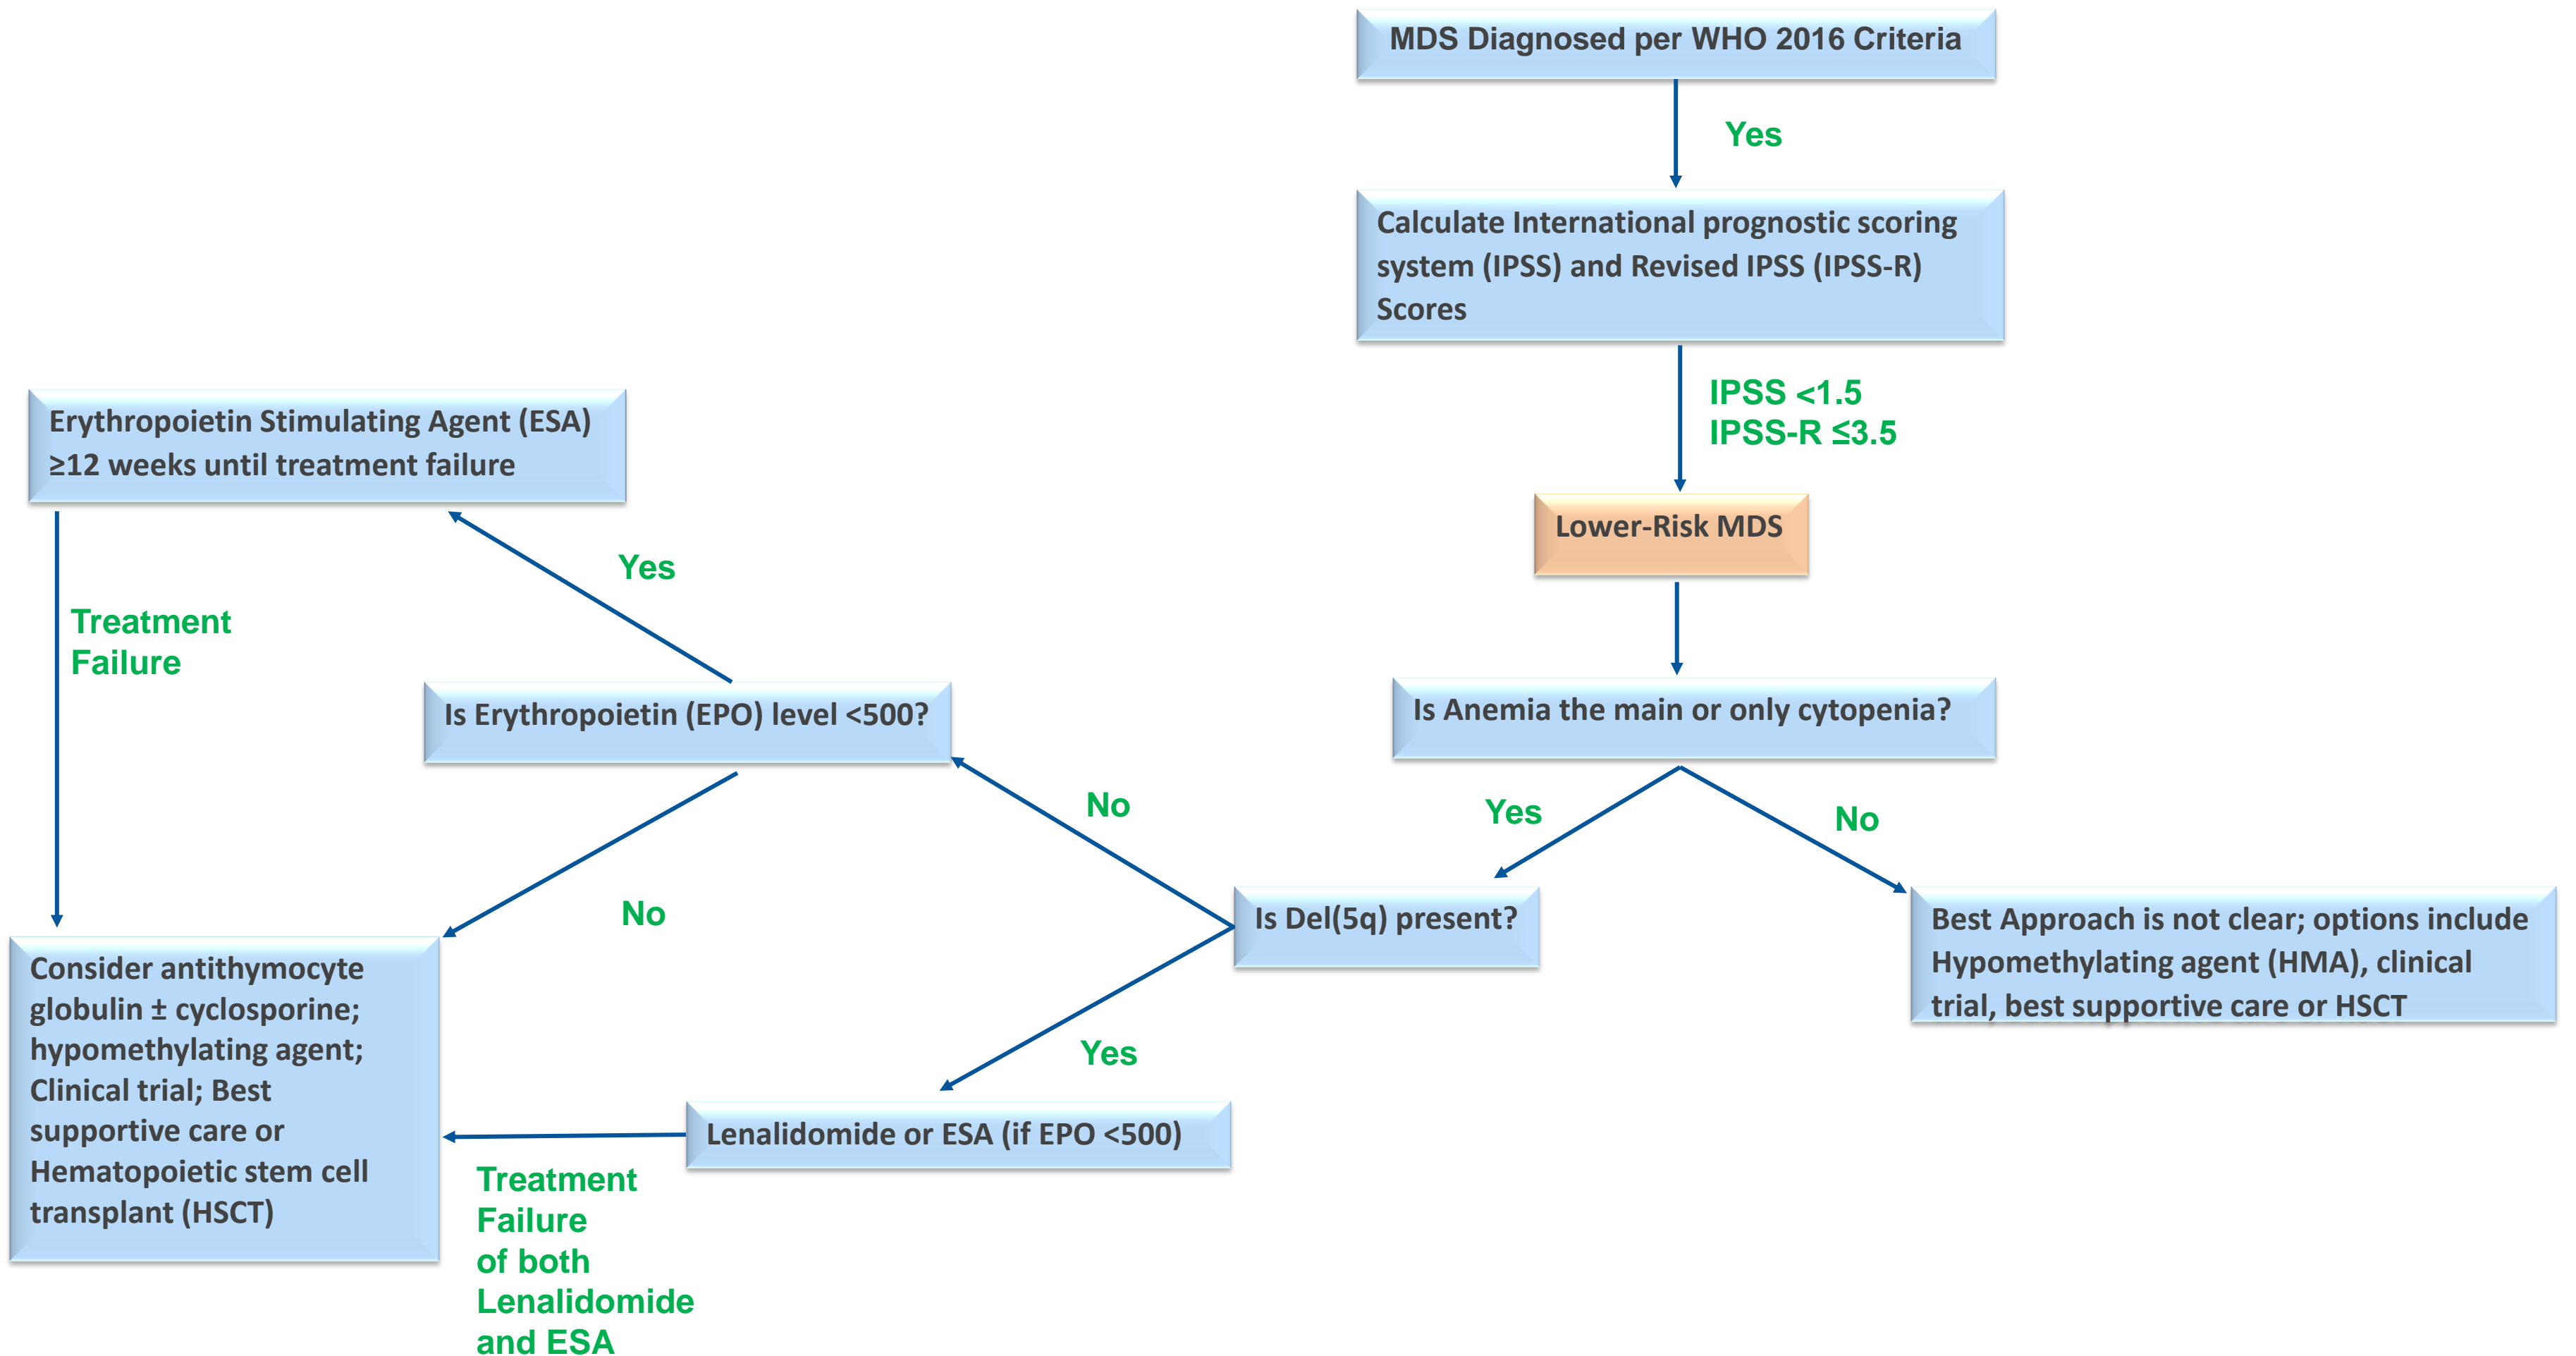 MDS Diagnosed per WHO 2016 Criteria
Yes
Calculate International prognostic scoring
system (IPSS) and Revised IPSS (IPSS-R)
Scores
IPSS <1.5
IPSS-R ≤3.5
Lower-Risk MDS
Is Anemia the main or only cytopenia?
Yes
No
Best Approach is not clear; options include
Hypomethylating agent (HMA), clinical
trial, best supportive care or HSCT
Is Del(5q) present?
No
Yes
Is Erythropoietin (EPO) level <500?
Yes
No
Erythropoietin Stimulating Agent (ESA)
≥12 weeks until treatment failure
Treatment
Failure
Lenalidomide or ESA (if EPO <500)
Treatment
Failure
of both
Lenalidomide
and ESA
Consider antithymocyte
globulin ± cyclosporine;
hypomethylating agent;
Clinical trial; Best
supportive care or
Hematopoietic stem cell
transplant (HSCT)